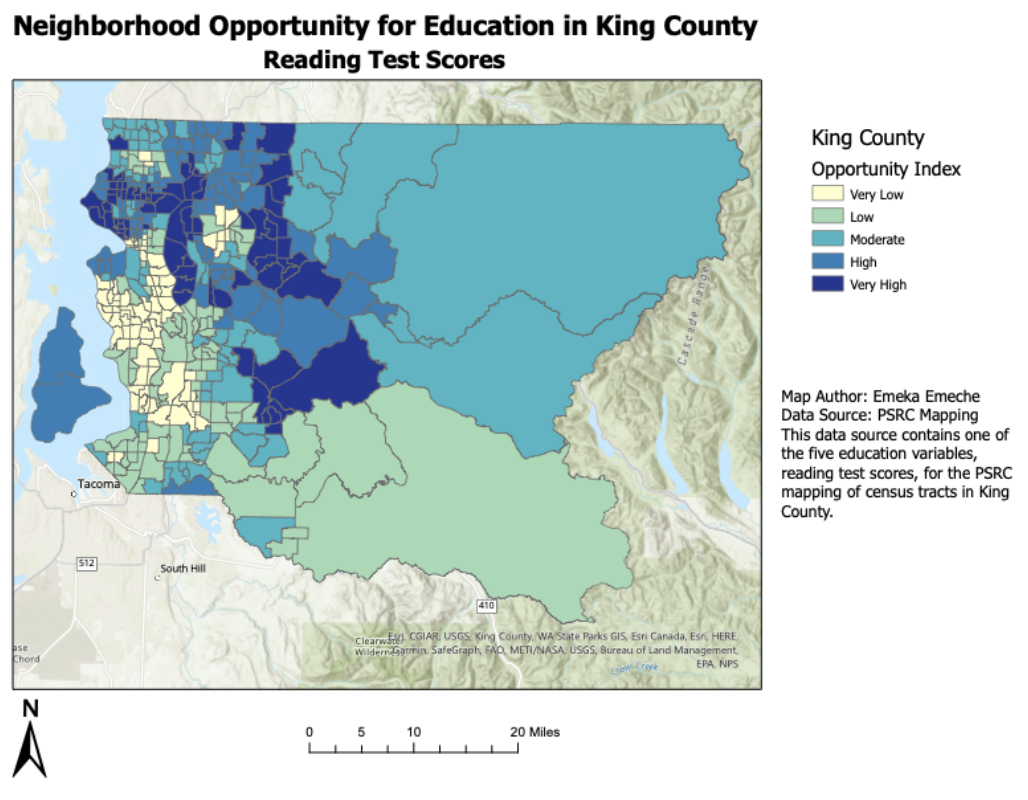 Neighborhood Opportunity for Education in King County
Reading Test Scores
King County
Opportunity Index
Very Low
Low
Moderate
High
Very High
Cascade Range
Map Author: Emeka Emeche
Data Source: PSRC Mapping
This data source contains one of
the five education variables,
reading test scores, for the PSRC
mapping of census tracts in King
County.
Tacoma
512
South Hill
410
ase
Chord
Clearwater
Wilderness
Esri, CGIAR, USGS, King County, WA State Parks GIS, Esri Canada, Esri, HERE,
Garmin, SafeGraph, FAO, METI/NASA, USGS, Bureau of Land Management,
EPA, NPS
Crow Creek
N
0 5 10 20 Miles